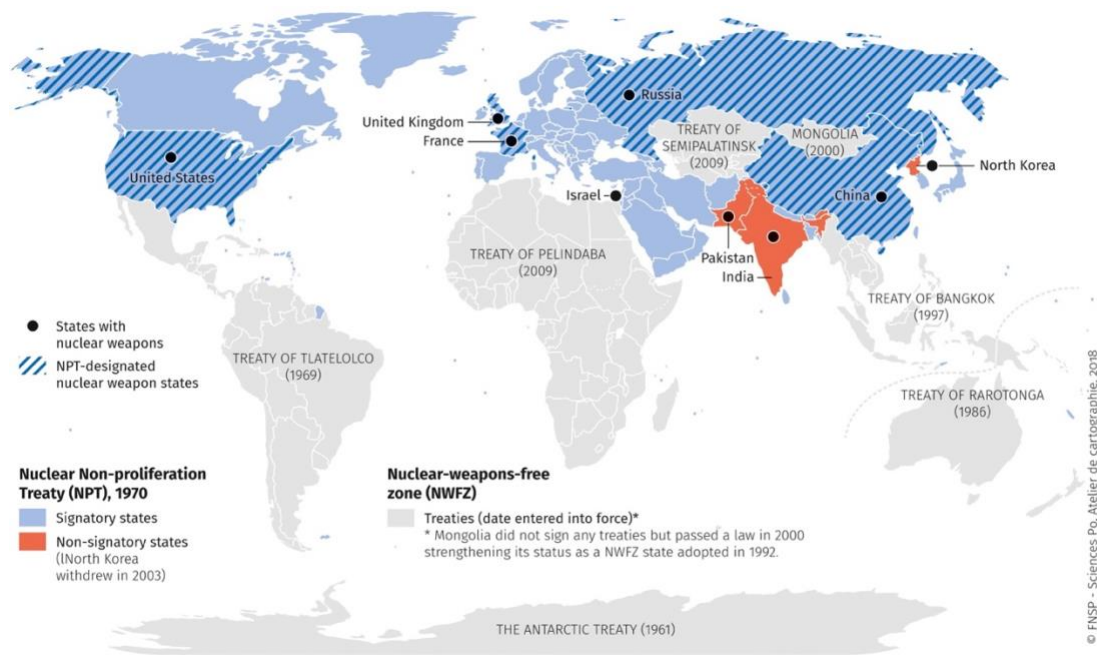 Russia
United Kingdom
France
TREATY OF
SEMIPALATINSK
(2009)
MONGOLIA
(2000)
North Korea
United States
Israel
China
Pakistan
India
TREATY OF PELINDABA
(2009)
TREATY OF BANGKOK
(1997)
States with
nuclear weapons
NPT-designated
nuclear weapon states
TREATY OF TLATELOLCO
(1969)
TREATY OF RAROTONGA
(1986)
Nuclear Non-proliferation
Treaty (NPT), 1970
Signatory states
Non-signatory states
(lNorth Korea
withdrew in 2003)
Nuclear-weapons-free
zone (NWFZ)
Treaties (date entered into force)*
* Mongolia did not sign any treaties but passed a law in 2000
strengthening its status as a NWFZ state adopted in 1992.
THE ANTARCTIC TREATY (1961)
© FNSP - Sciences Po, Atelier de cartographie, 2018